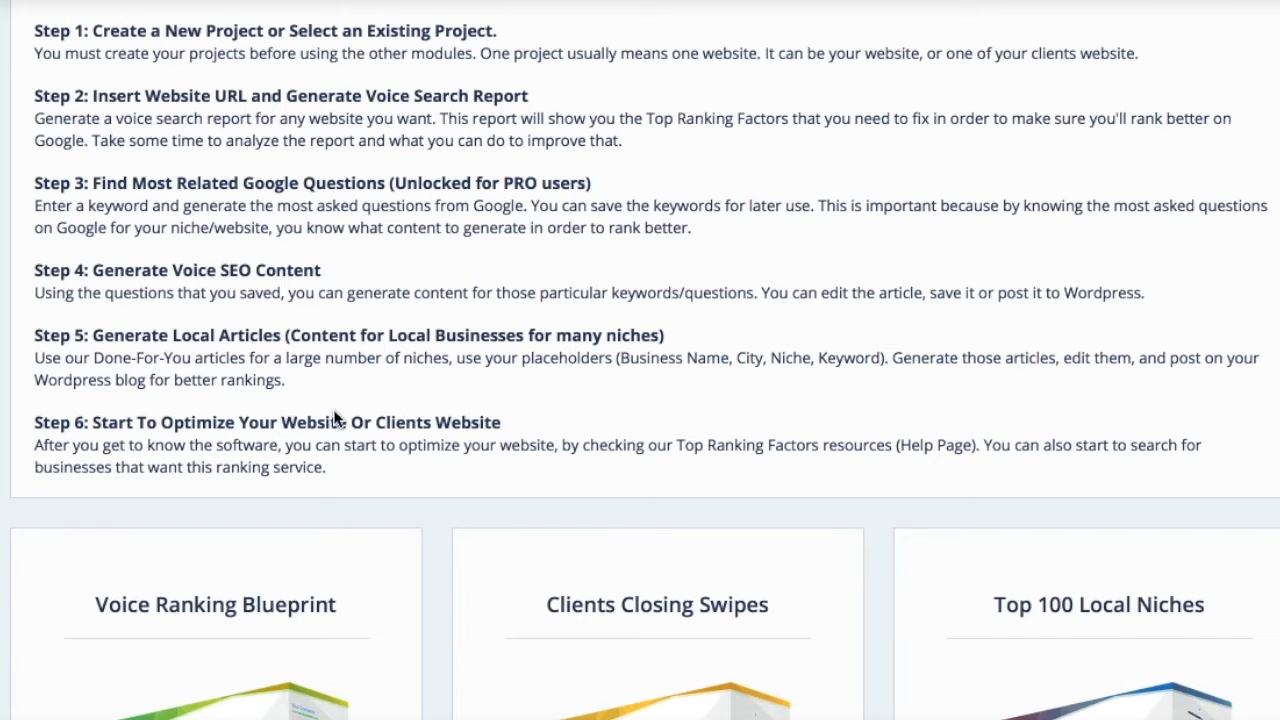 Step 1: Create a New Project or Select an Existing Project.
You must create your projects before using the other modules. One project usually means one website. It can be your website, or one of your clients website.
Step 2: Insert Website URL and Generate Voice Search Report
Generate a voice search report for any website you want. This report will show you the Top Ranking Factors that you need to fix in order to make sure you'll rank better on
Google. Take some time to analyze the report and what you can do to improve that.
Step 3: Find Most Related Google Questions (Unlocked for PRO users)
Enter a keyword and generate the most asked questions from Google. You can save the keywords for later use. This is important because by knowing the most asked questions
on Google for your niche/website, you know what content to generate in order to rank better.
Step 4: Generate Voice SEO Content
Using the questions that you saved, you can generate content for those particular keywords/questions. You can edit the article, save it or post it to Wordpress.
Step 5: Generate Local Articles (Content for Local Businesses for many niches)
Use our Done-For-You articles for a large number of niches, use your placeholders (Business Name, City, Niche, Keyword). Generate those articles, edit them, and post on your
Wordpress blog for better rankings.
Step 6: Start To Optimize Your Website Or Clients Website
After you get to know the software, you can start to optimize your website, by checking our Top Ranking Factors resources (Help Page). You can also start to search for
businesses that want this ranking service.
Voice Ranking Blueprint
Clients Closing Swipes
Top 100 Local Niches